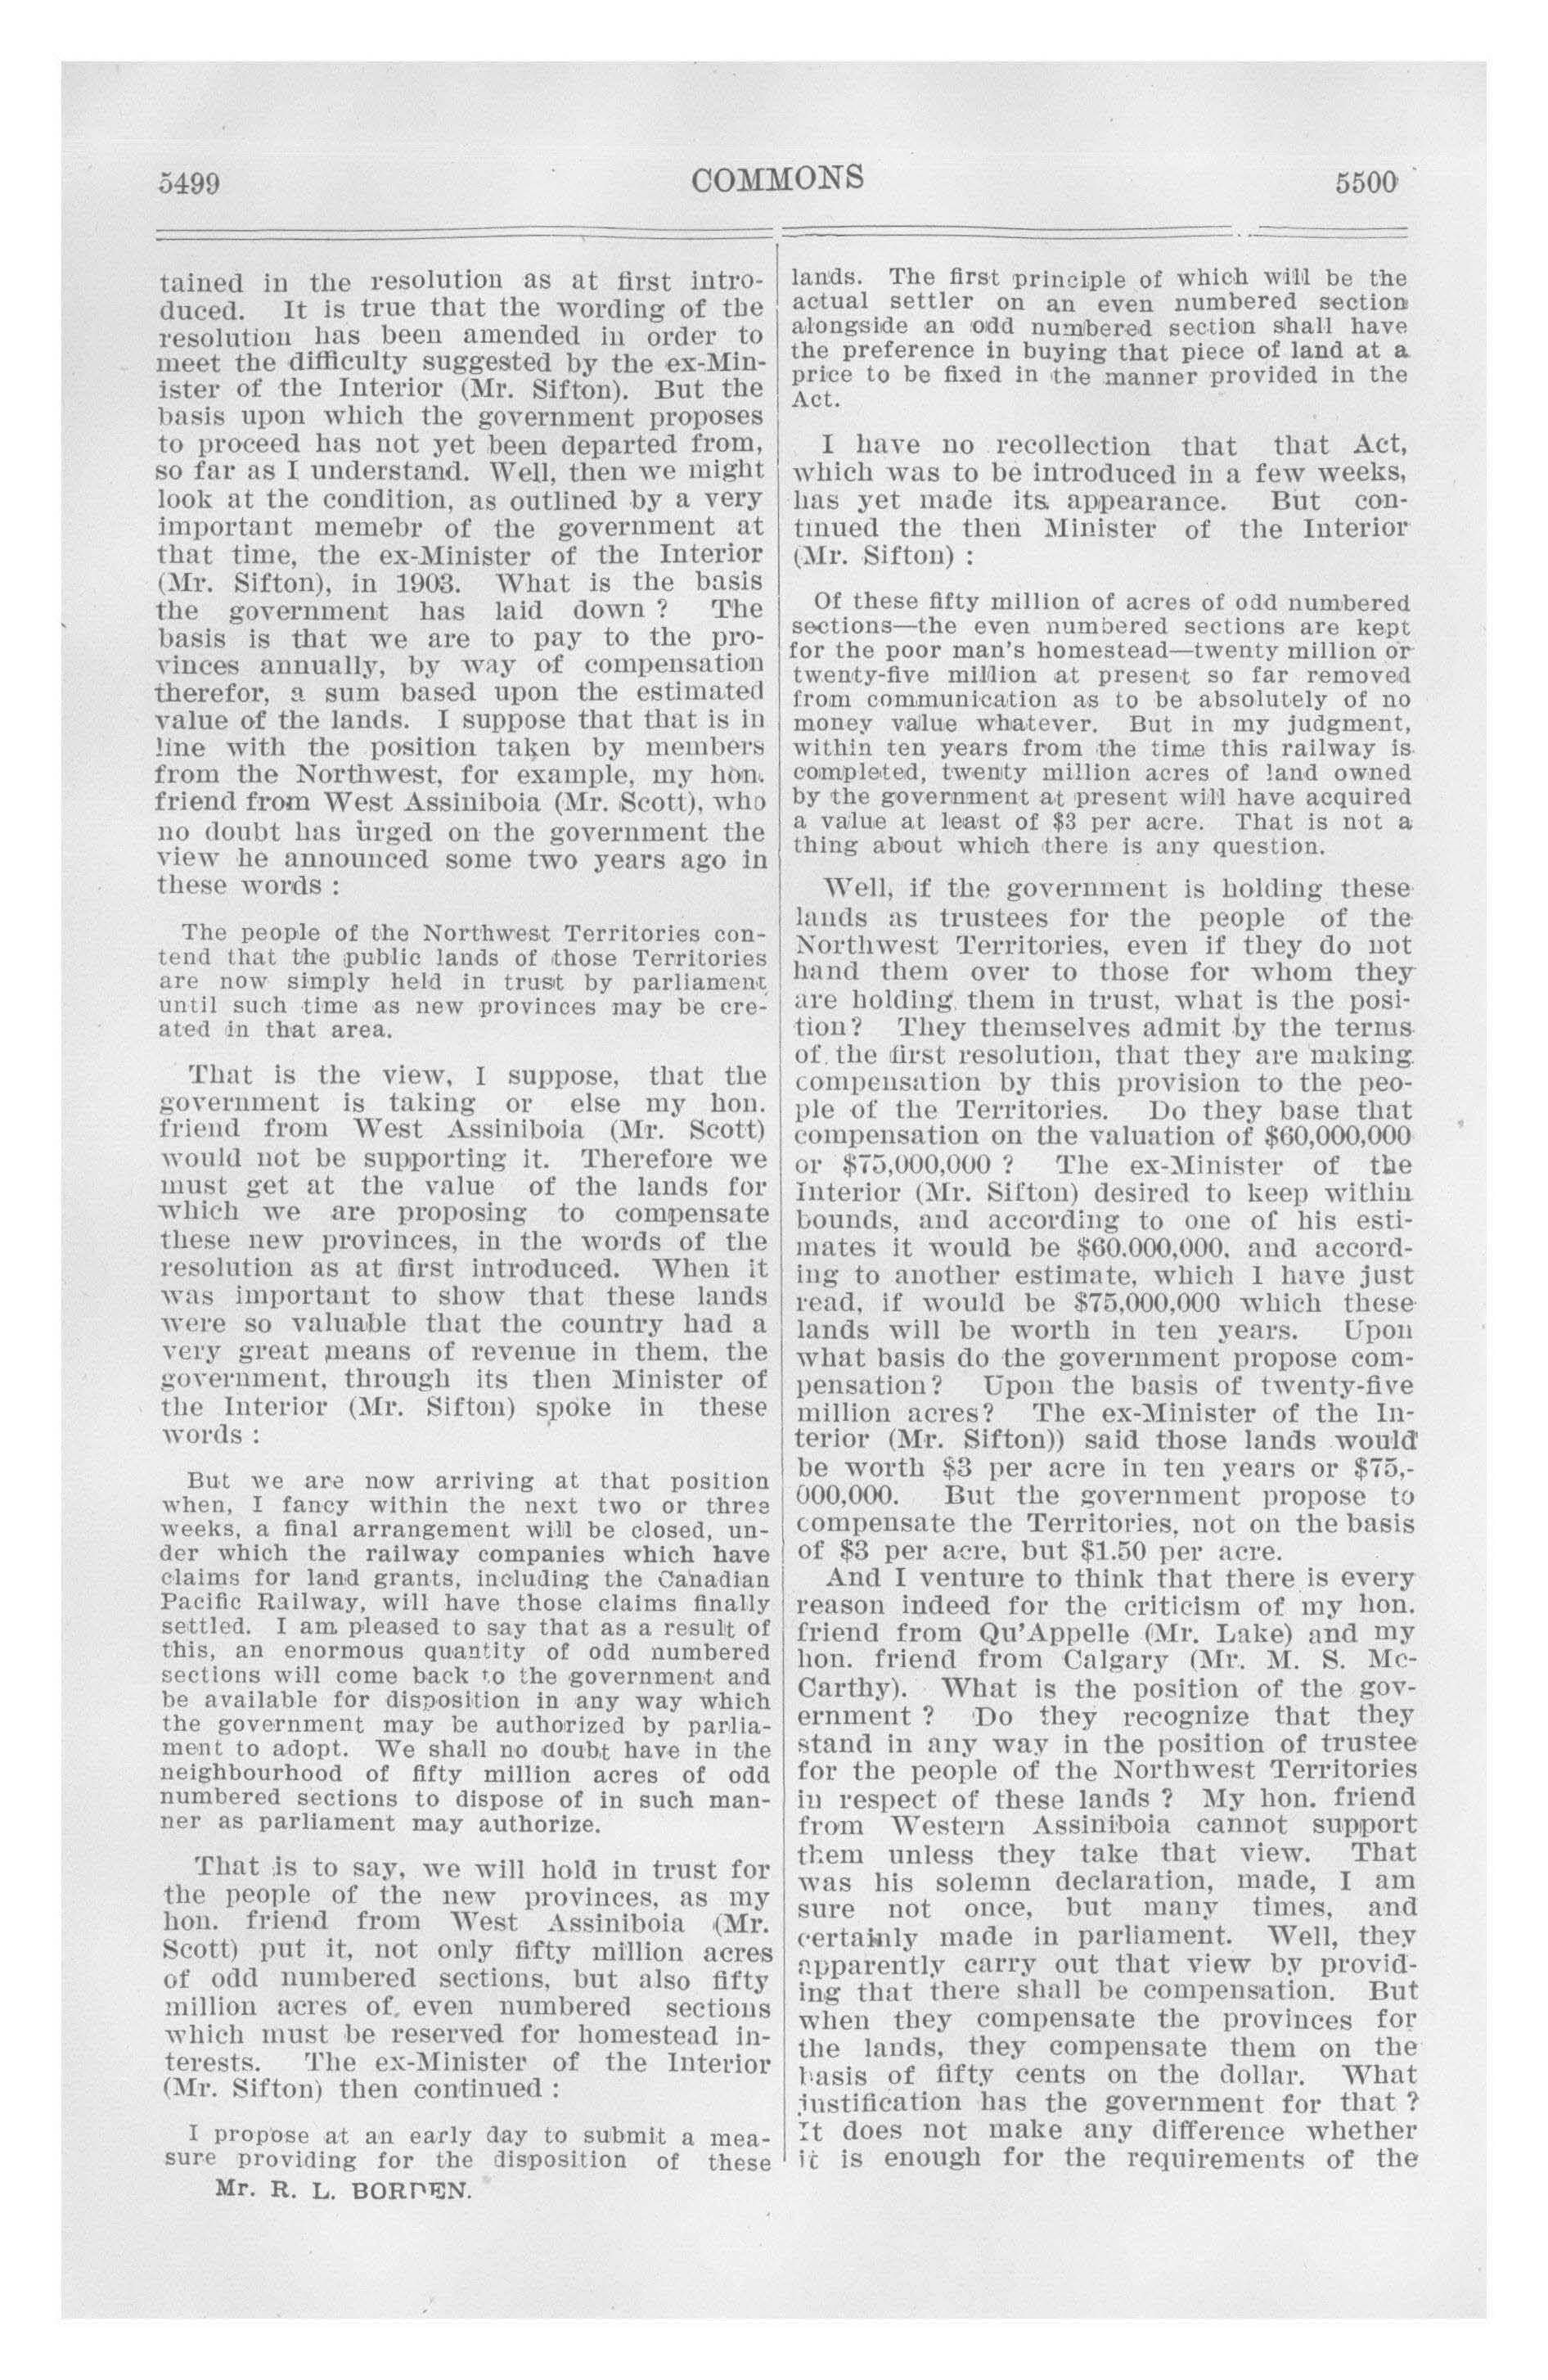 5499
COMMONS
5500
tained in the resolution as at first intro-
duced. It is true that the wording of the
resolution has been amended in order to
meet the difficulty suggested by the ex-Min-
ister of the Interior (Mr. Sifton). But the
basis upon which the government proposes
to proceed has not yet been departed from,
so far as I understand. Well, then we might
look at the condition, as outlined by a very
important memebr of the government at
that time, the ex-Minister of the Interior
(Mr. Sifton), in 1903. What is the basis
the government has laid down ? The
basis is that we are to pay to the pro-
vinces annually, by way of compensation
therefor, a sum based upon the estimated
value of the lands. I suppose that that is in
line with the position taken by members
from the Northwest, for example, my hon.
friend from West Assiniboia (Mr. Scott), who
no doubt has urged on the government the
view he announced some two years ago in
these words :
The people of the Northwest Territories con-
tend that the public lands of those Territories
are now simply held in trust by parliament
until such time as new provinces may be cre-
ated in that area.
That is the view, I suppose, that the
government is taking or else my hon.
friend from West Assiniboia (Mr. Scott)
would not be supporting it. Therefore we
must get at the value of the lands for
which we are proposing to compensate
these new provinces, in the words of the
resolution as at first introduced. When it
was important to show that these lands
were so valuable that the country had a
very great means of revenue in them, the
government, through its then Minister of
the Interior (Mr. Sifton) spoke in these
words :
But we are now arriving at that position
when, I fancy within the next two or three
weeks, a final arrangement will be closed, un-
der which the railway companies which have
claims for land grants, including the Canadian
Pacific Railway, will have those claims finally
settled. I am pleased to say that as a result of
this, an enormous quantity of odd numbered
sections will come back to the government and
be available for disposition in any way which
the government may be authorized by parlia-
ment to adopt. We shall no doubt have in the
neighbourhood of fifty million acres of odd
numbered sections to dispose of in such man-
ner as parliament may authorize.
That is to say, we will hold in trust for
the people of the new provinces, as my
hon. friend from West Assiniboia (Mr.
Scott) put it, not only fifty million acres
of odd numbered sections, but also fifty
million acres of even numbered sections
which must be reserved for homestead in-
terests. The ex-Minister of the Interior
(Mr. Sifton) then continued :
I propose at an early day to submit a mea-
sure providing for the disposition of these
Mr. R. L. BORDEN.
lands. The first principle of which will be the
actual settler on an even numbered section
alongside an odd numbered section shall have
the preference in buying that piece of land at a
price to be fixed in the manner provided in the
Act.
I have no recollection that that Act,
which was to be introduced in a few weeks,
has yet made its appearance. But con-
tinued the then Minister of the Interior
(Mr. Sifton) :
Of these fifty million of acres of odd numbered
sections—the even numbered sections are kept
for the poor man's homestead—twenty million or
twenty-five million at present so far removed
from communication as to be absolutely of no
money value whatever. But in my judgment,
within ten years from the time this railway is
completed, twenty million acres of land owned
by the government at present will have acquired
a value at least of $3 per acre. That is not a
thing about which there is any question.
Well, if the government is holding these
lands as trustees for the people of the
Northwest Territories, even if they do not
hand them over to those for whom they
are holding them in trust, what is the posi-
tion? They themselves admit by the terms
of the first resolution, that they are making
compensation by this provision to the peo-
ple of the Territories. Do they base that
compensation on the valuation of $60,000,000
or $75,000,000 ? The ex-Minister of the
Interior (Mr. Sifton) desired to keep within
bounds, and according to one of his esti-
mates it would be $60.000,000, and accord-
ing to another estimate, which I have just
read, if would be $75,000,000 which these
lands will be worth in ten years. Upon
what basis do the government propose com-
pensation? Upon the basis of twenty-five
million acres? The ex-Minister of the In-
terior (Mr. Sifton)) said those lands would
be worth $3 per acre in ten years or $75,-
000,000. But the government propose to
compensate the Territories, not on the basis
of $3 per acre, but $1.50 per acre.
And I venture to think that there is every
reason indeed for the criticism of my hon.
friend from Qu'Appelle (Mr. Lake) and my
hon. friend from Calgary (Mr. M. S. Mc-
Carthy). What is the position of the gov-
ernment ? Do they recognize that they
stand in any way in the position of trustee
for the people of the Northwest Territories
in respect of these lands ? My hon. friend
from Western Assiniboia cannot support
them unless they take that view. That
was his solemn declaration, made, I am
sure not once, but many times, and
certainly made in parliament. Well, they
apparently carry out that view by provid-
ing that there shall be compensation. But
when they compensate the provinces for
the lands, they compensate them on the
basis of fifty cents on the dollar. What
justification has the government for that ?
It does not make any difference whether
it is enough for the requirements of the